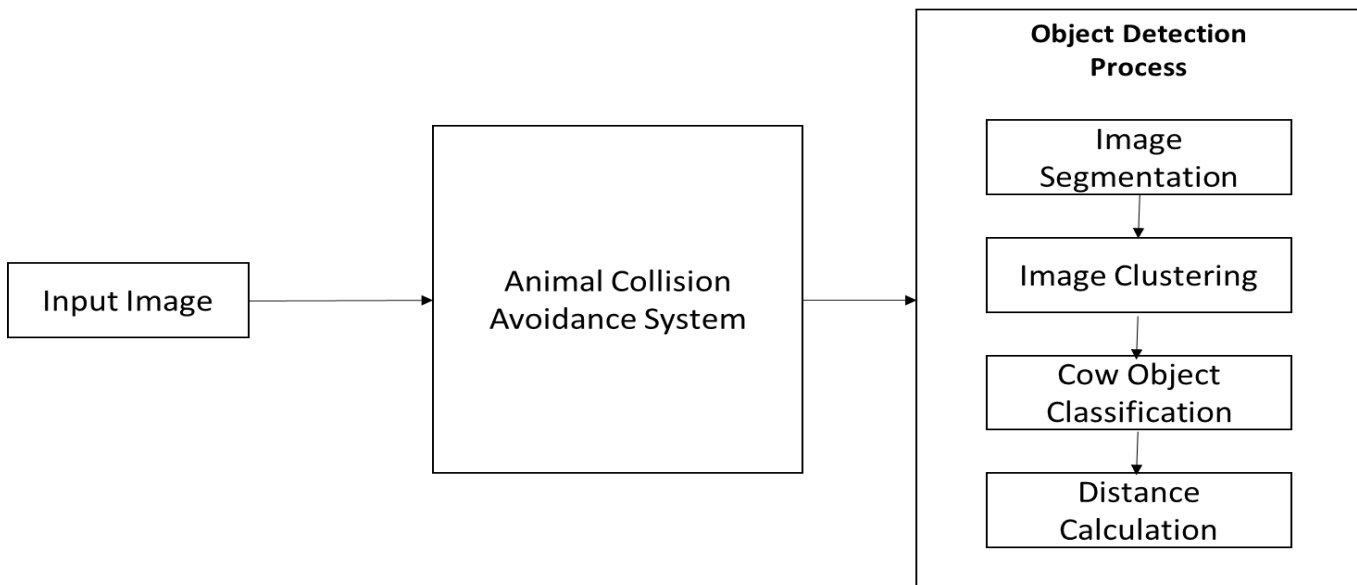 Object Detection
Process
Image
Segmentation
Image Clustering
Cow Object
Classification
Distance
Calculation
Animal Collision
Avoidance System
Input Image